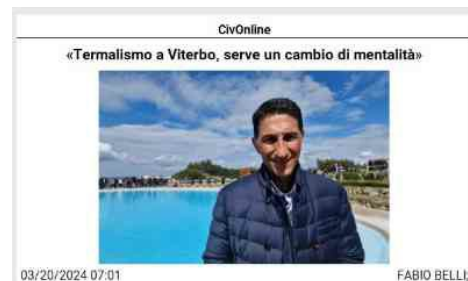 CivOnline
«Termalismo a Viterbo, serve un cambio di mentalità»
03/20/2024 07:01
FABIO BELLI;